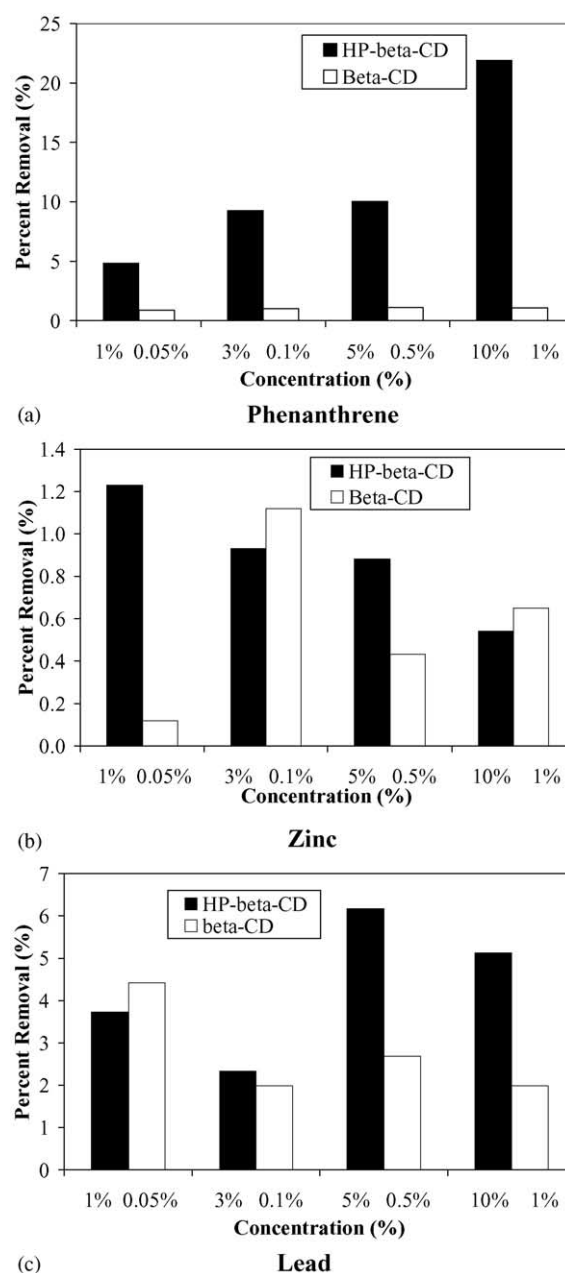 25
20
15
10
5
0
Percent Removal (%)
HP-beta-CD
Beta-CD
1% 0.05% 3% 0.1% 5% 0.5% 10% 1%
Concentration (%)
(a) Phenanthrene
1.4
1.2
1.0
0.8
0.6
0.4
0.2
0.0
Percent Removal (%)
HP-beta-CD
Beta-CD
1% 0.05% 3% 0.1% 5% 0.5% 10% 1%
Concentration (%)
(b) Zinc
7
6
5
4
3
2
1
0
Percent Removal (%)
HP-beta-CD
beta-CD
1% 0.05% 3% 0.1% 5% 0.5% 10% 1%
Concentration (%)
(c) Lead